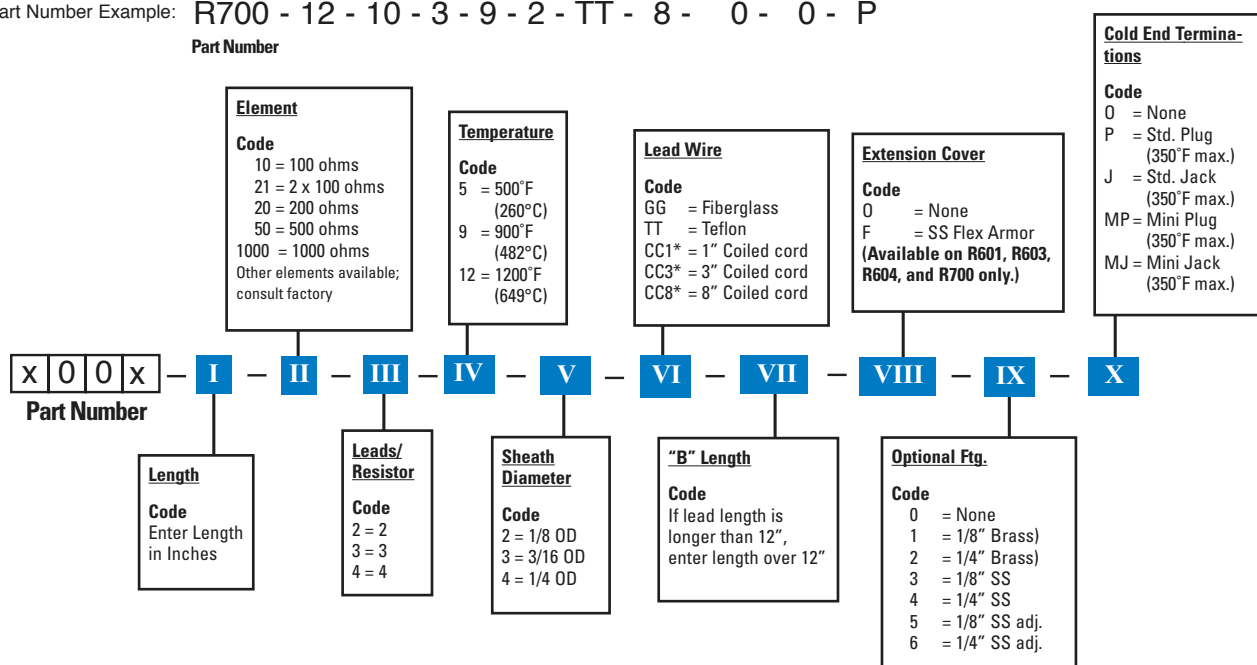 art Number Example: R700 - 12 - 10 - 3 - 9 - 2 - TT - 8 - 0 - 0 - P
Part Number
Element
Code
10 = 100 ohms
21 = 2 x 100 ohms
20 = 200 ohms
50 = 500 ohms
1000 = 1000 ohms
Other elements available;
consult factory
Temperature
Code
5 = 500˚F
(260°C)
9 = 900˚F
(482°C)
12 = 1200˚F
(649°C)
Lead Wire
Code
GG = Fiberglass
TT = Teflon
CC1* = 1” Coiled cord
CC3* = 3” Coiled cord
CC8* = 8” Coiled cord
Extension Cover
Code
O = None
F = SS Flex Armor
(Available on R601, R603,
R604, and R700 only.)
Cold End Termina-
tions
Code
O = None
P = Std. Plug
(350˚F max.)
J = Std. Jack
(350˚F max.)
MP = Mini Plug
(350˚F max.)
MJ = Mini Jack
(350˚F max.)
x 0 0 x – I – II – III – IV – V – VI – VII – VIII – IX – X
Part Number
Length
Code
Enter Length
in Inches
Leads/
Resistor
Code
2 = 2
3 = 3
4 = 4
Sheath
Diameter
Code
2 = 1/8 OD
3 = 3/16 OD
4 = 1/4 OD
“B” Length
Code
If lead length is
longer than 12”,
enter length over 12”
Optional Ftg.
Code
0 = None
1 = 1/8” Brass)
2 = 1/4” Brass)
3 = 1/8” SS
4 = 1/4” SS
5 = 1/8” SS adj.
6 = 1/4” SS adj.